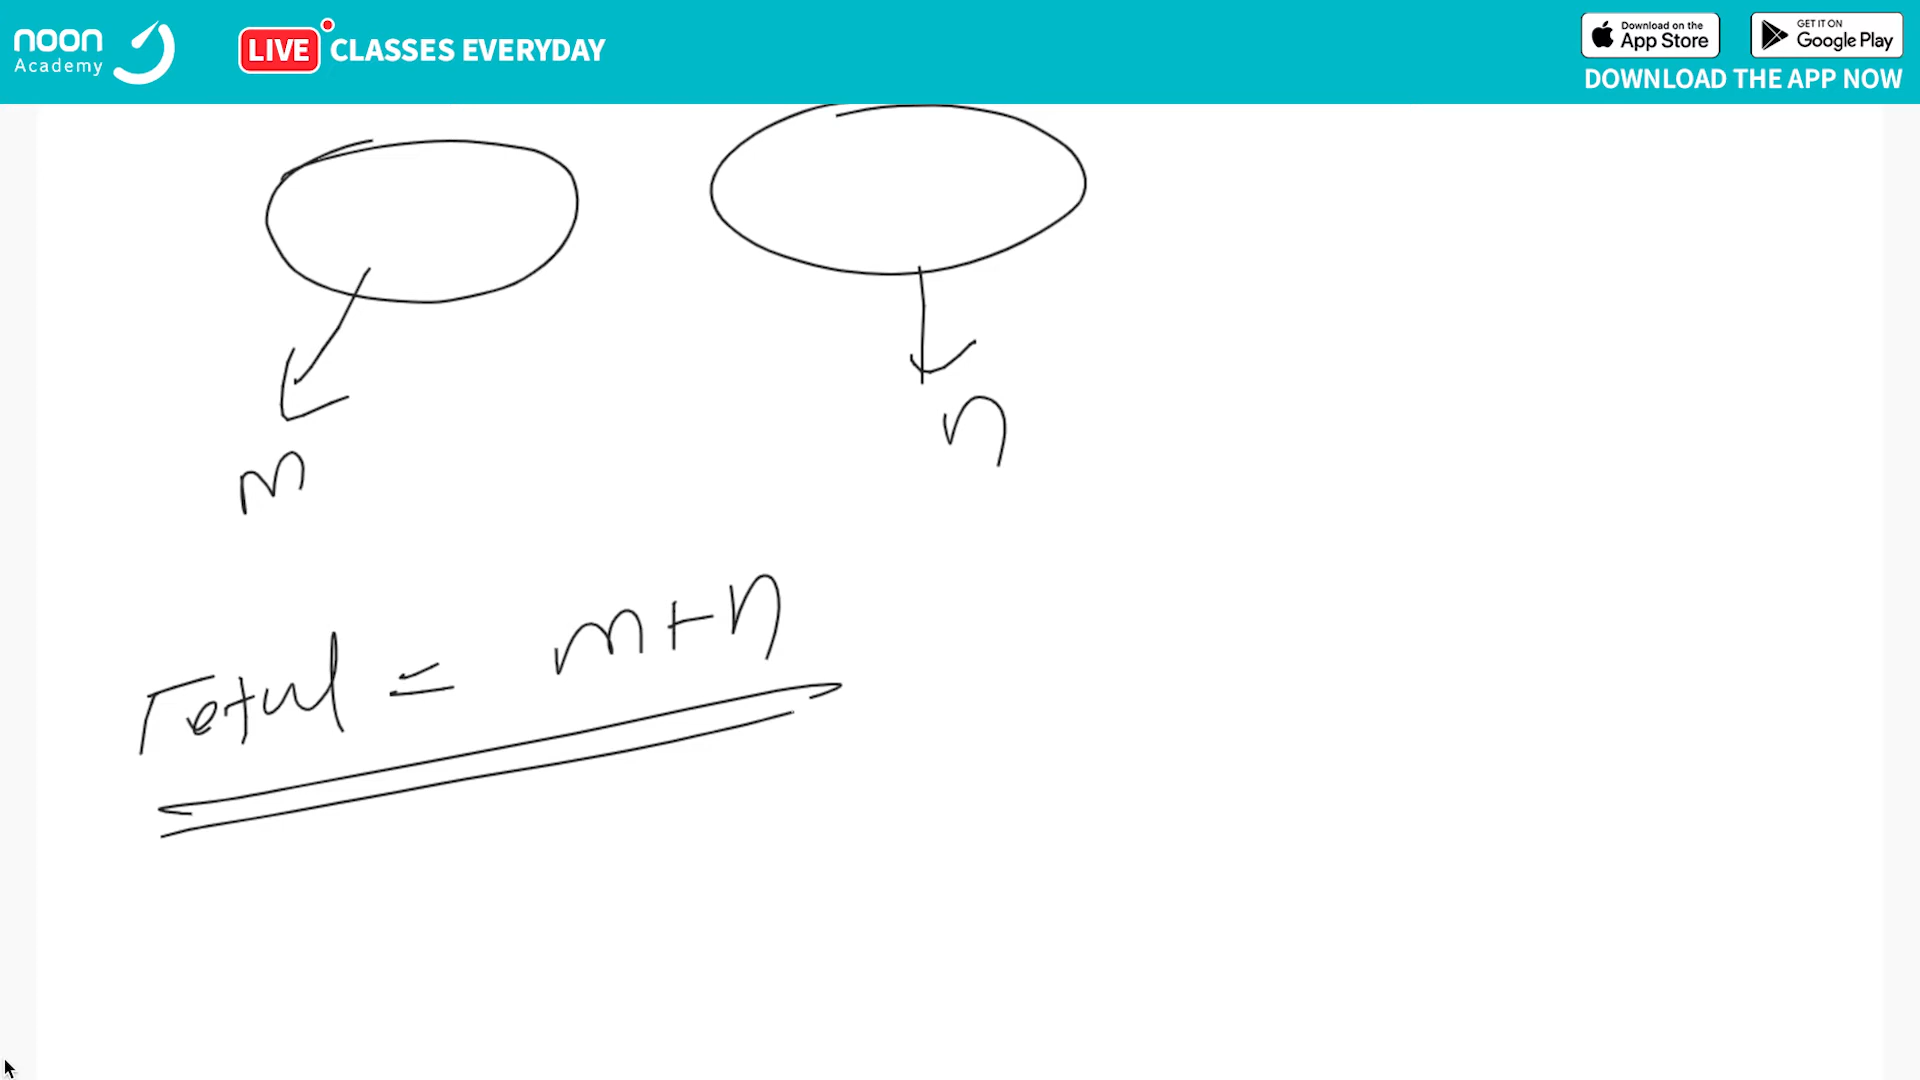 noon
Academy
LIVE CLASSES EVERYDAY
Download on the
App Store
GET IT ON
Google Play
DOWNLOAD THE APP NOW
m
n
Total = m+n